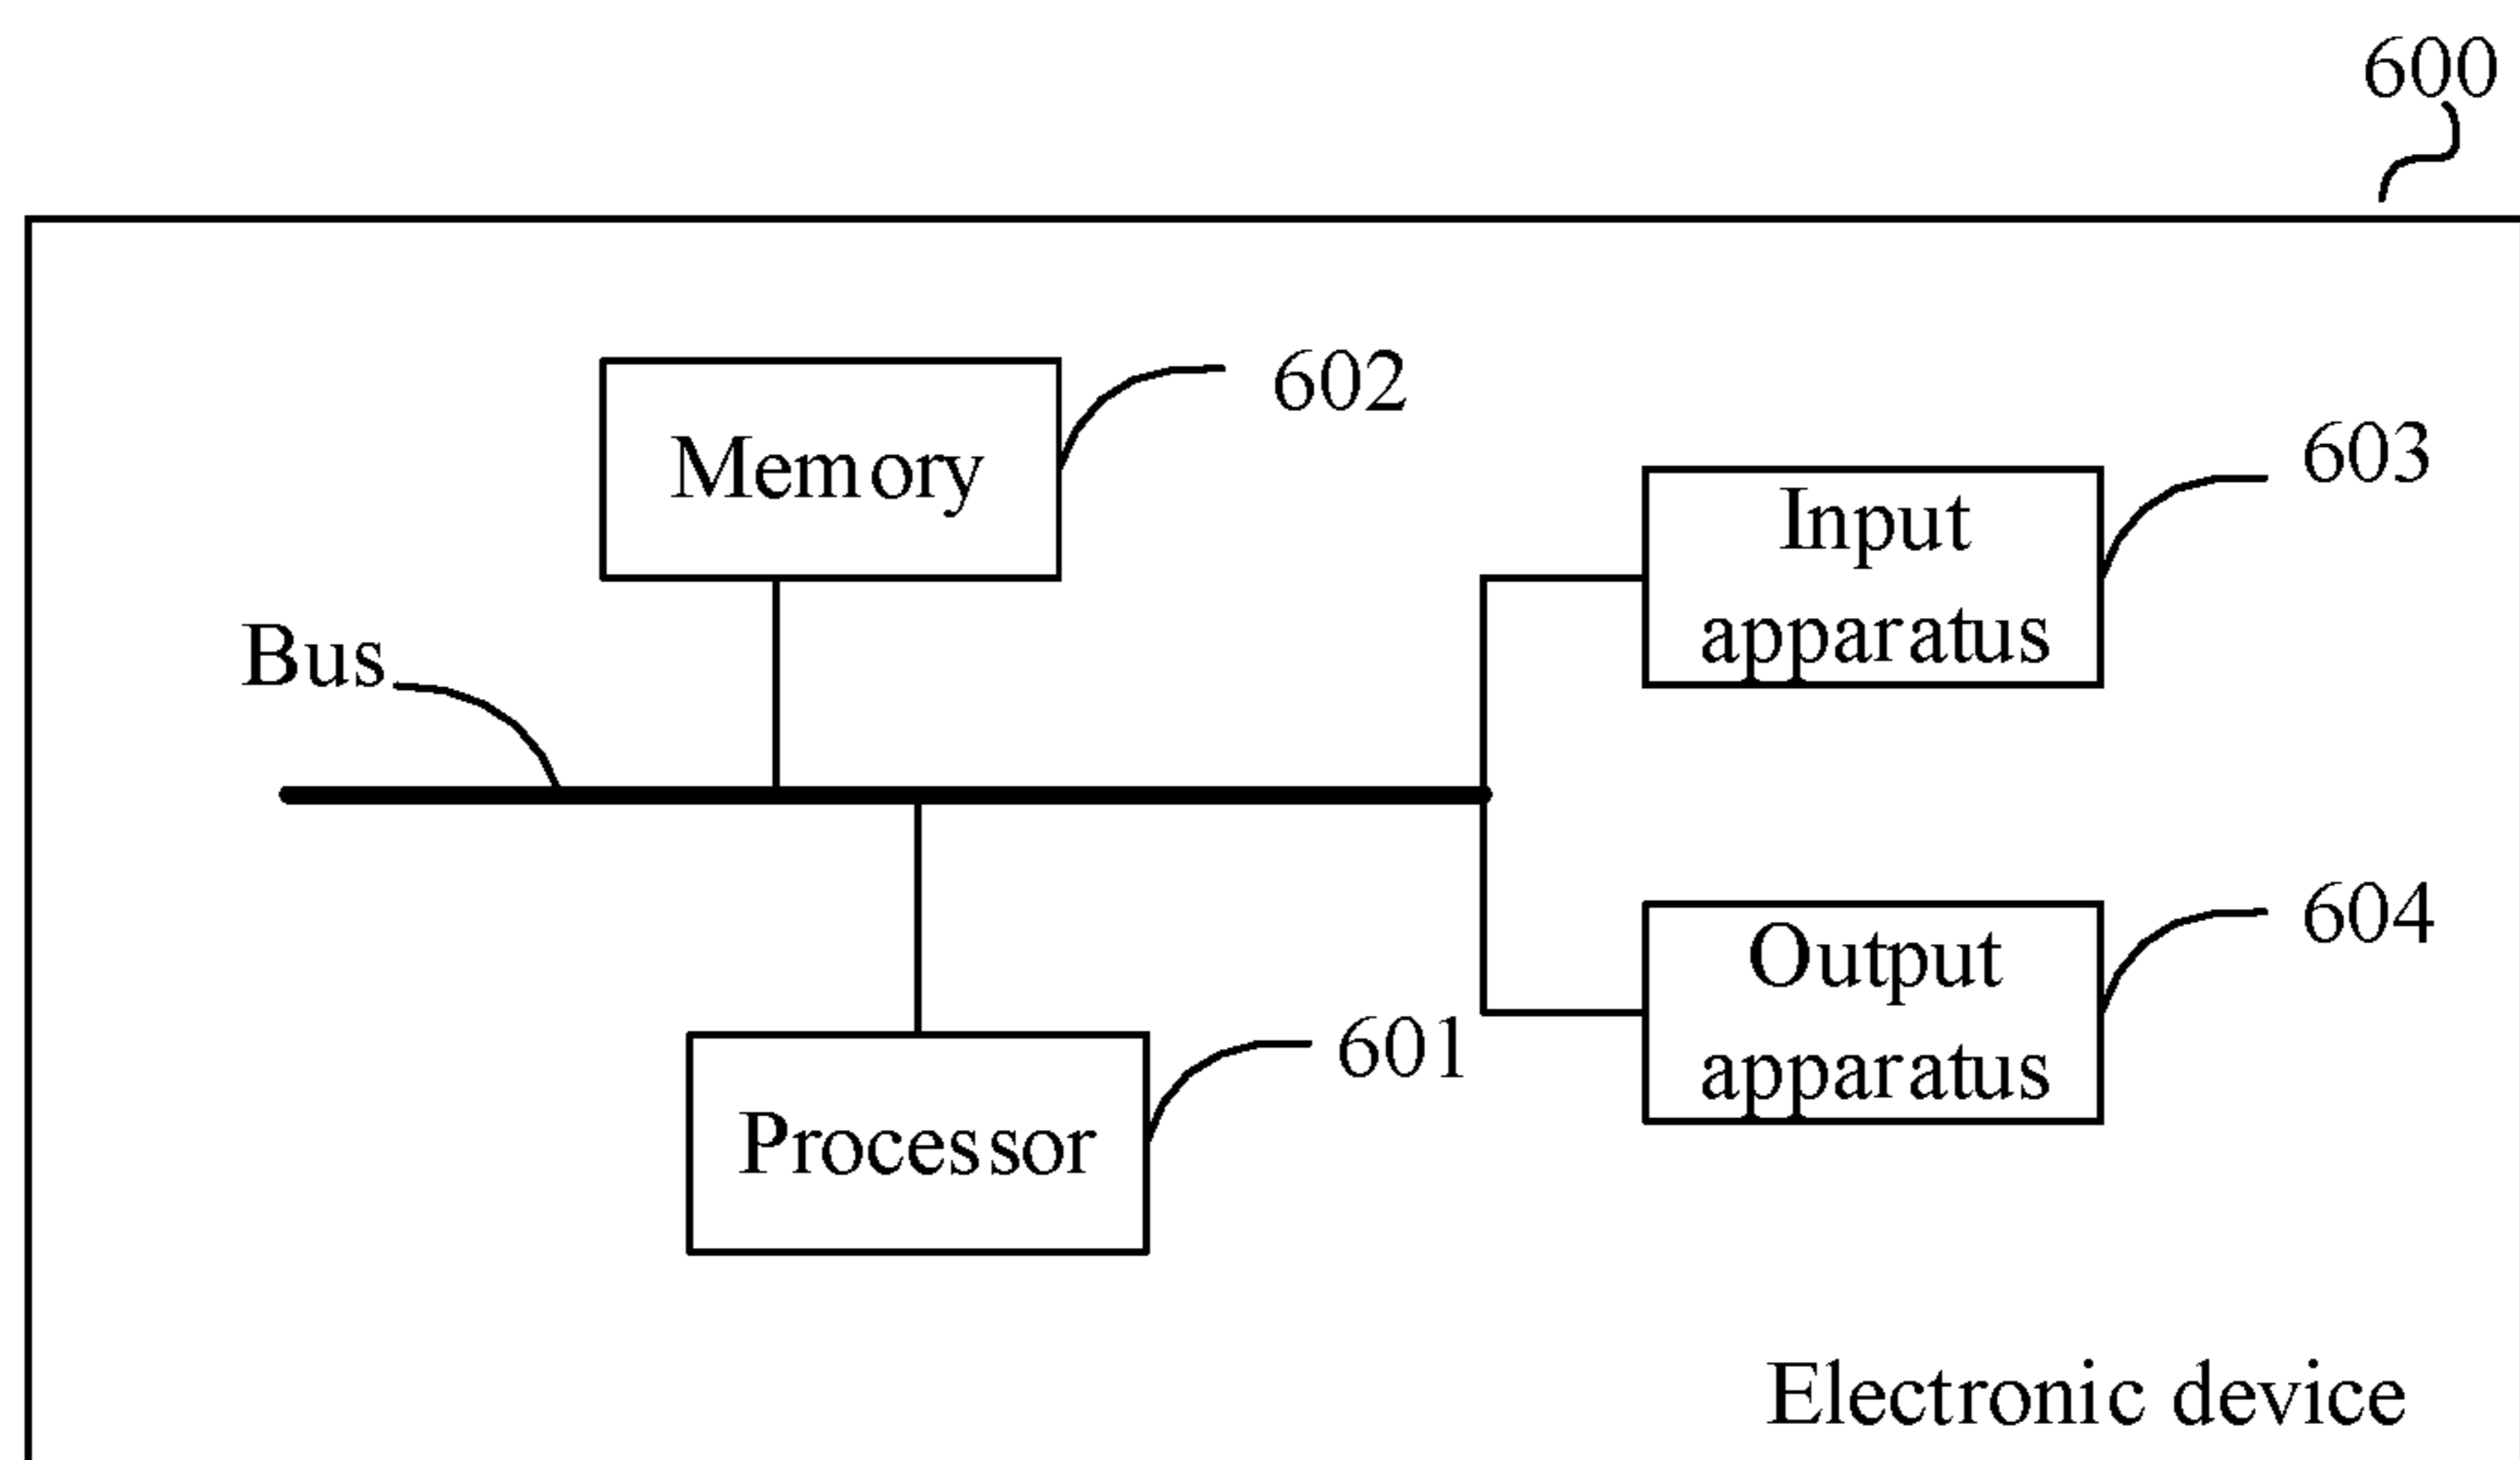 600
602
Memory
603
Input
apparatus
Bus
604
Output
apparatus
601
Processor
Electronic device